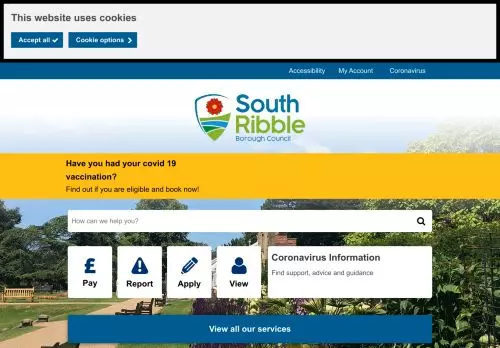 This website uses cookies
Accept all
Cookie options
Accessibility
My Account
Coronavirus
South
Ribble
Borough Council
Have you had your covid 19
vaccination?
Find out if you are eligible and book now!
How can we help you?
£
Pay
Report
Apply
View
Coronavirus Information
Find support, advice and guidance
View all our services